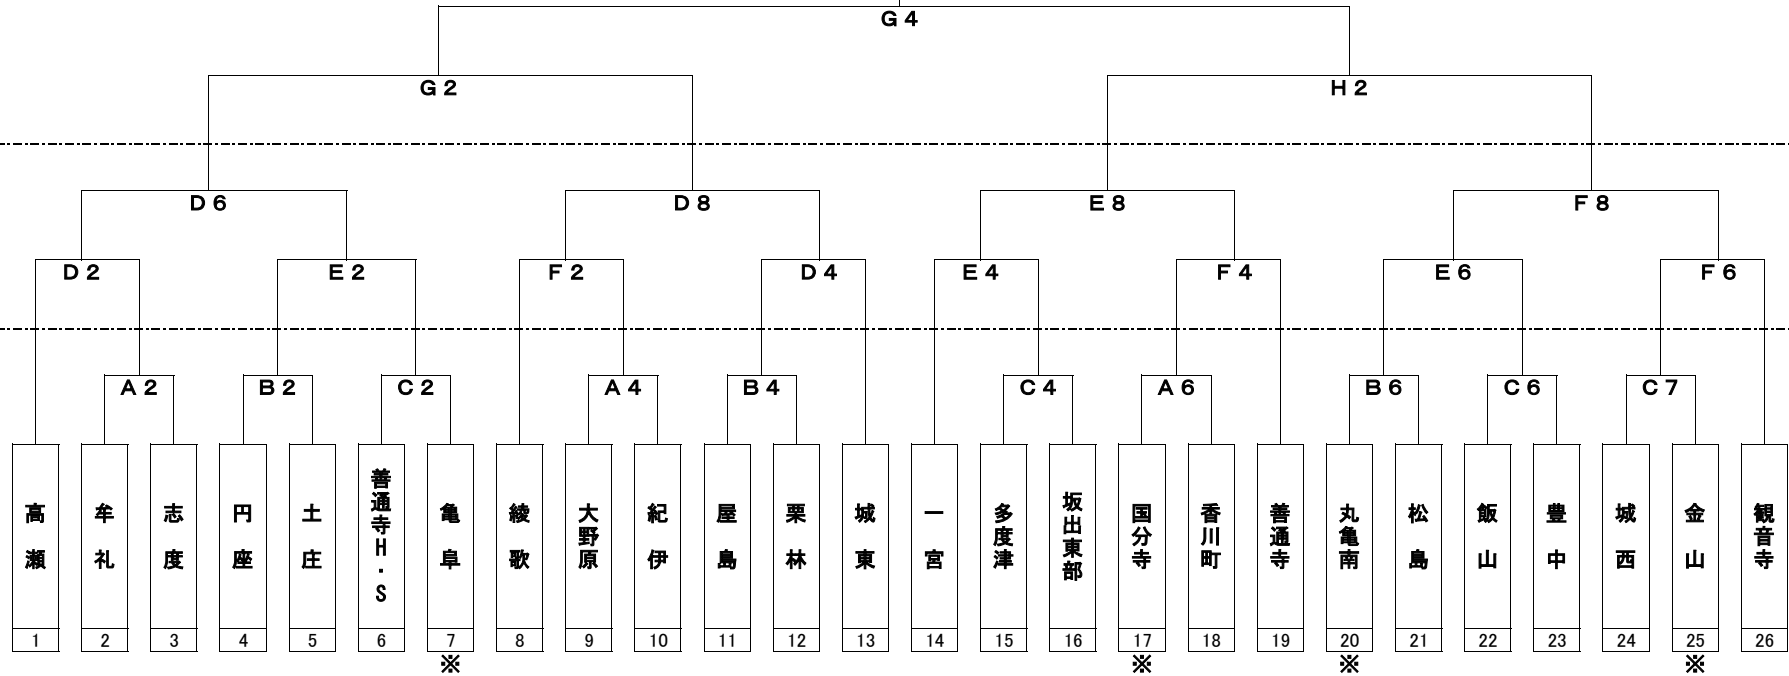 Ｇ４
Ｇ２ Ｈ２
Ｄ６ Ｄ８ Ｅ８ Ｆ８
Ｄ２ Ｅ２ Ｆ２ Ｄ４ Ｅ４ Ｆ４ Ｅ６ Ｆ６
Ａ２ Ｂ２ Ｃ２ Ａ４ Ｂ４ Ｃ４ Ａ６ Ｂ６ Ｃ６ Ｃ７
高瀬
牟礼
志度
円座
土庄
善通寺H・S
亀阜
綾歌
大野原
紀伊
屋島
栗林
城東
一宮
多度津
坂出東部
国分寺
香川町
善通寺
丸亀南
松島
飯山
豊中
城西
金山
観音寺
1 2 3 4 5 6 7 8 9 10 11 12 13 14 15 16 17 18 19 20 21 22 23 24 25 26
※ ※ ※ ※